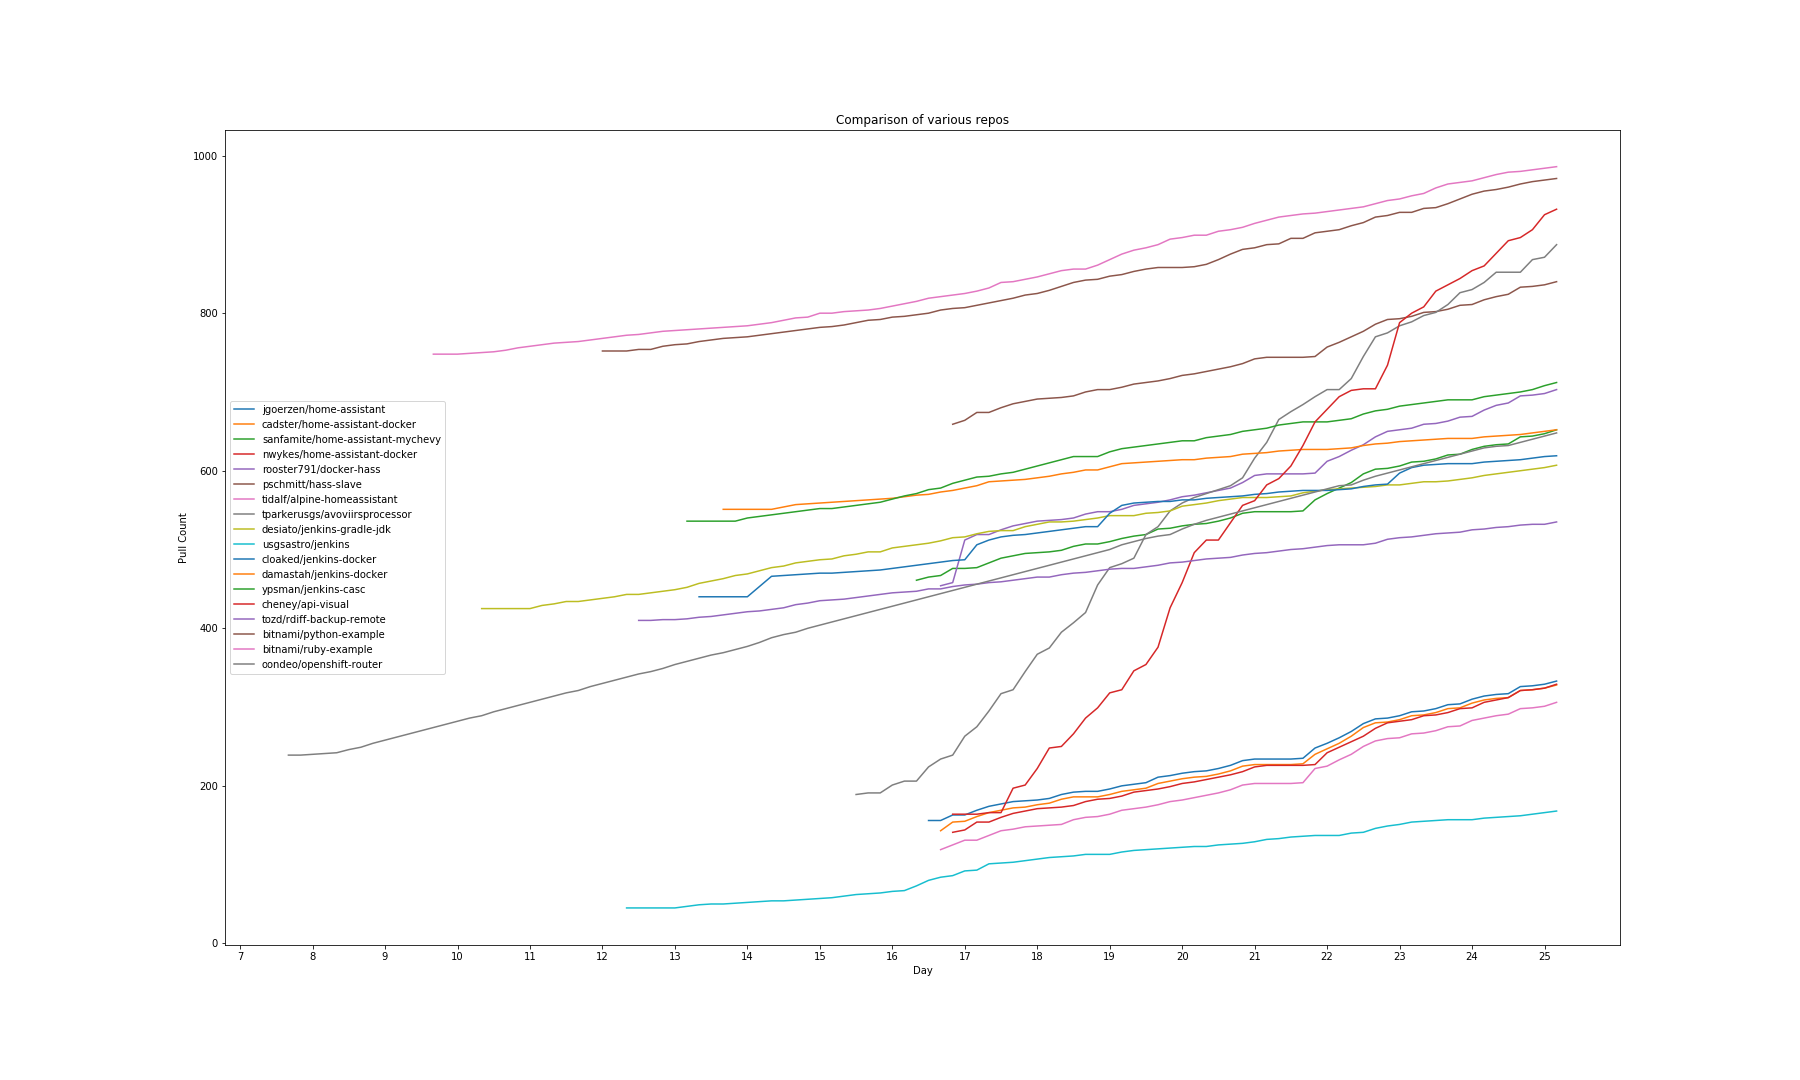 Comparison of various repos
1000
800
600
400
200
0
Pull Count
jgoerzen/home-assistant
cadster/home-assistant-docker
sanfamite/home-assistant-mychevy
nwykes/home-assistant-docker
rooster791/docker-hass
pschmitt/hass-slave
tidalf/alpine-homeassistant
tparkerusgs/avoviirsprocessor
desiato/jenkins-gradle-jdk
usgsastro/jenkins
cloaked/jenkins-docker
damastah/jenkins-docker
ypsman/jenkins-casc
cheney/api-visual
tozd/rdiff-backup-remote
bitnami/python-example
bitnami/ruby-example
oondeo/openshift-router
7 8 9 10 11 12 13 14 15 16 17 18 19 20 21 22 23 24 25
Day